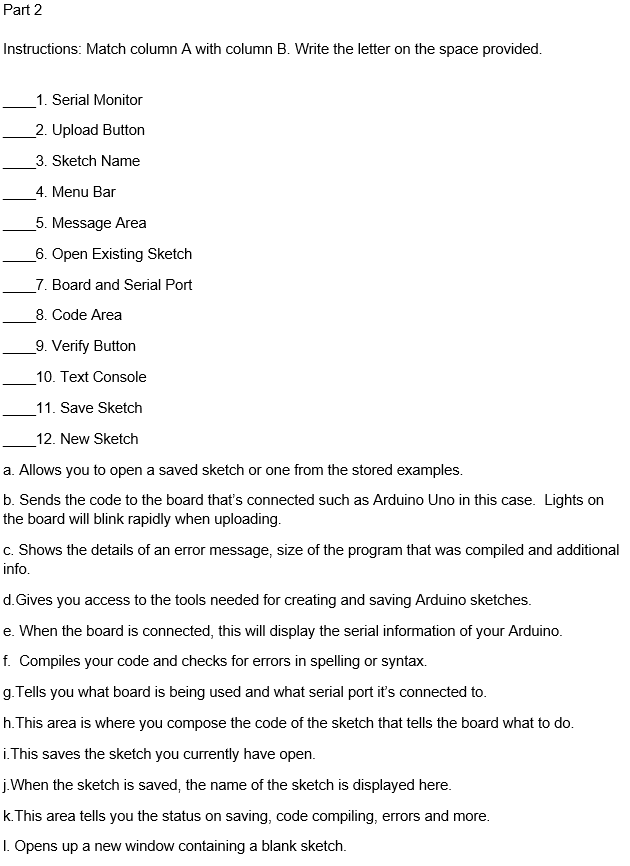 Part 2
Instructions: Match column A with column B. Write the letter on the space provided.
____1. Serial Monitor
____2. Upload Button
____3. Sketch Name
____4. Menu Bar
____5. Message Area
____6. Open Existing Sketch
____7. Board and Serial Port
____8. Code Area
____9. Verify Button
____10. Text Console
____11. Save Sketch
____12. New Sketch
a. Allows you to open a saved sketch or one from the stored examples.
b. Sends the code to the board that's connected such as Arduino Uno in this case.  Lights on
the board will blink rapidly when uploading.
c. Shows the details of an error message, size of the program that was compiled and additional
info.
d.Gives you access to the tools needed for creating and saving Arduino sketches.
e. When the board is connected, this will display the serial information of your Arduino.
f.  Compiles your code and checks for errors in spelling or syntax.
g.Tells you what board is being used and what serial port it's connected to.
h.This area is where you compose the code of the sketch that tells the board what to do.
i.This saves the sketch you currently have open.
j.When the sketch is saved, the name of the sketch is displayed here.
k.This area tells you the status on saving, code compiling, errors and more.
l. Opens up a new window containing a blank sketch.